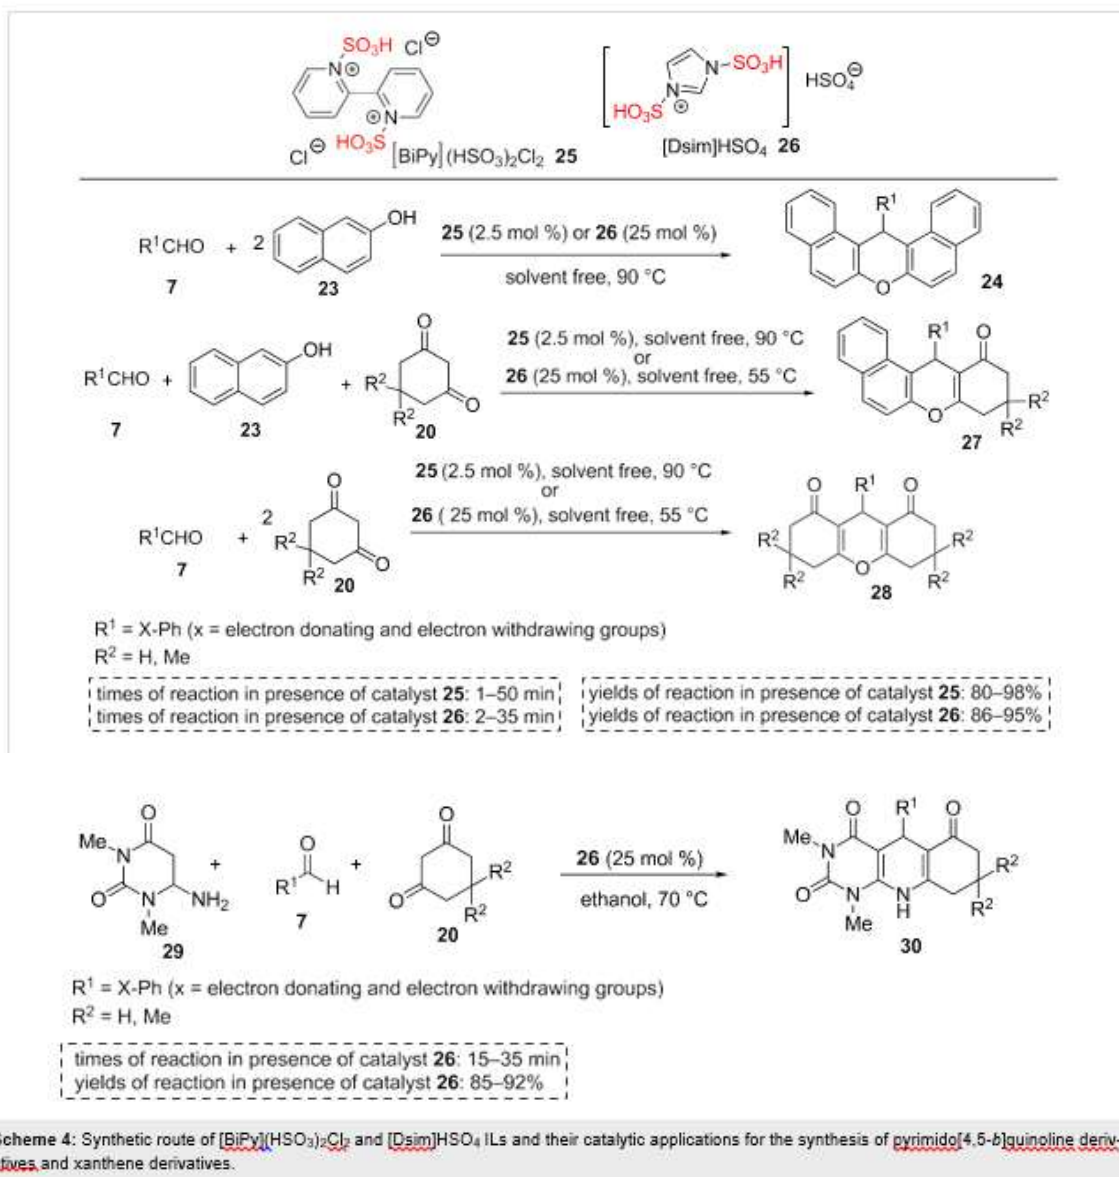 SO₃H Cl⊖
N⊕
⊕N
Cl⊖ HO₃S [BiPy](HSO₃)₂Cl₂ 25
N–SO₃H HSO₄⊖
HO₃S N⊕
[Dsim]HSO₄ 26
R¹CHO + 2 OH 25 (2.5 mol %) or 26 (25 mol %) R¹
solvent free, 90 °C O 24
7 23
R¹CHO + OH + O O R² R² 25 (2.5 mol %), solvent free, 90 °C R¹ O
or
26 (25 mol %), solvent free, 55 °C O R² R²
7 23 20 27
R¹CHO + 2 O O R² R² 25 (2.5 mol %), solvent free, 90 °C O R¹ O
or
26 ( 25 mol %), solvent free, 55 °C R² R² O R² R²
7 20 28
R¹ = X-Ph (x = electron donating and electron withdrawing groups)
R² = H, Me
times of reaction in presence of catalyst 25: 1–50 min
times of reaction in presence of catalyst 26: 2–35 min
yields of reaction in presence of catalyst 25: 80–98%
yields of reaction in presence of catalyst 26: 86–95%
O Me N O N NH₂ Me + O R¹ H + O O R² R² 26 (25 mol %) O R¹ O Me N
ethanol, 70 °C O N Me N H R² R²
29 7 20 30
R¹ = X-Ph (x = electron donating and electron withdrawing groups)
R² = H, Me
times of reaction in presence of catalyst 26: 15–35 min
yields of reaction in presence of catalyst 26: 85–92%
cheme 4: Synthetic route of [BiPy](HSO₃)₂Cl₂ and [Dsim]HSO₄ ILs and their catalytic applications for the synthesis of pyrimido[4,5-b]quinoline deriv-
tives and xanthene derivatives.